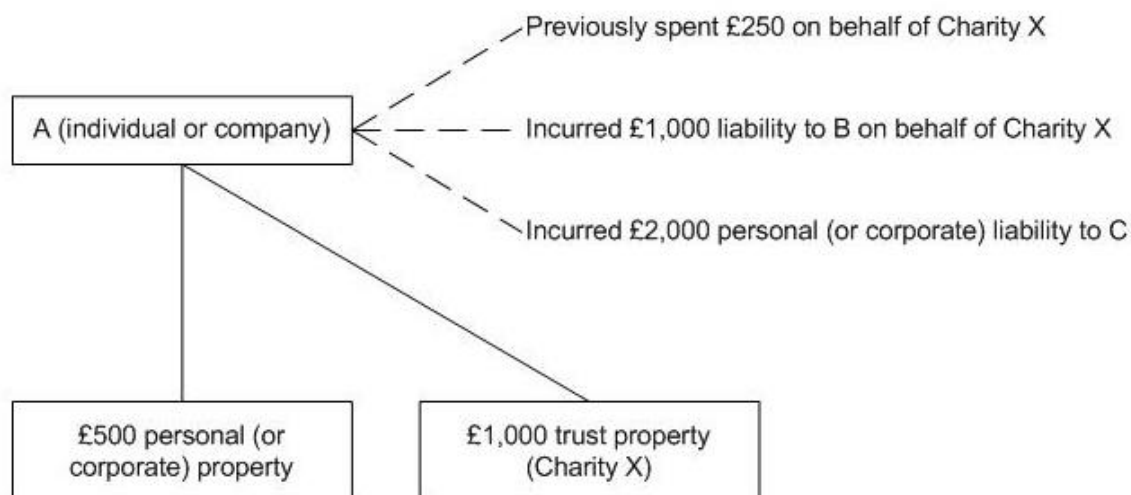 Previously spent £250 on behalf of Charity X
A (individual or company)
Incurred £1,000 liability to B on behalf of Charity X
Incurred £2,000 personal (or corporate) liability to C
£500 personal (or
corporate) property
£1,000 trust property
(Charity X)